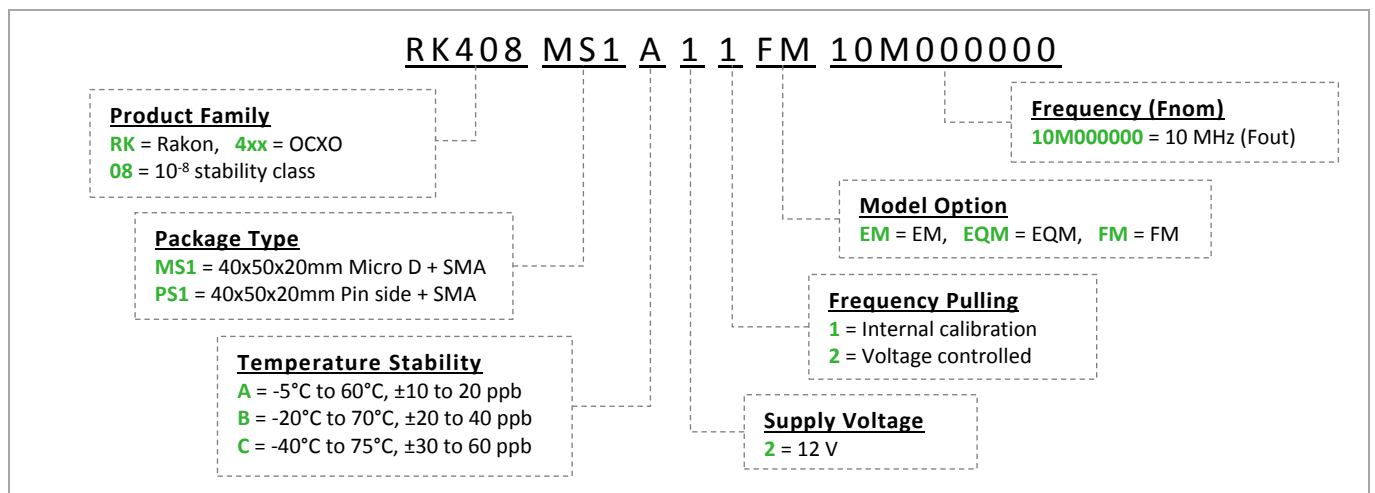 RK408 MS1 A 1 1 FM 10M000000
Product Family
RK = Rakon, 4xx = OCXO
08 = 10⁻⁸ stability class
Package Type
MS1 = 40x50x20mm Micro D + SMA
PS1 = 40x50x20mm Pin side + SMA
Temperature Stability
A = -5°C to 60°C, ±10 to 20 ppb
B = -20°C to 70°C, ±20 to 40 ppb
C = -40°C to 75°C, ±30 to 60 ppb
Frequency (Fnom)
10M000000 = 10 MHz (Fout)
Model Option
EM = EM, EQM = EQM, FM = FM
Frequency Pulling
1 = Internal calibration
2 = Voltage controlled
Supply Voltage
2 = 12 V